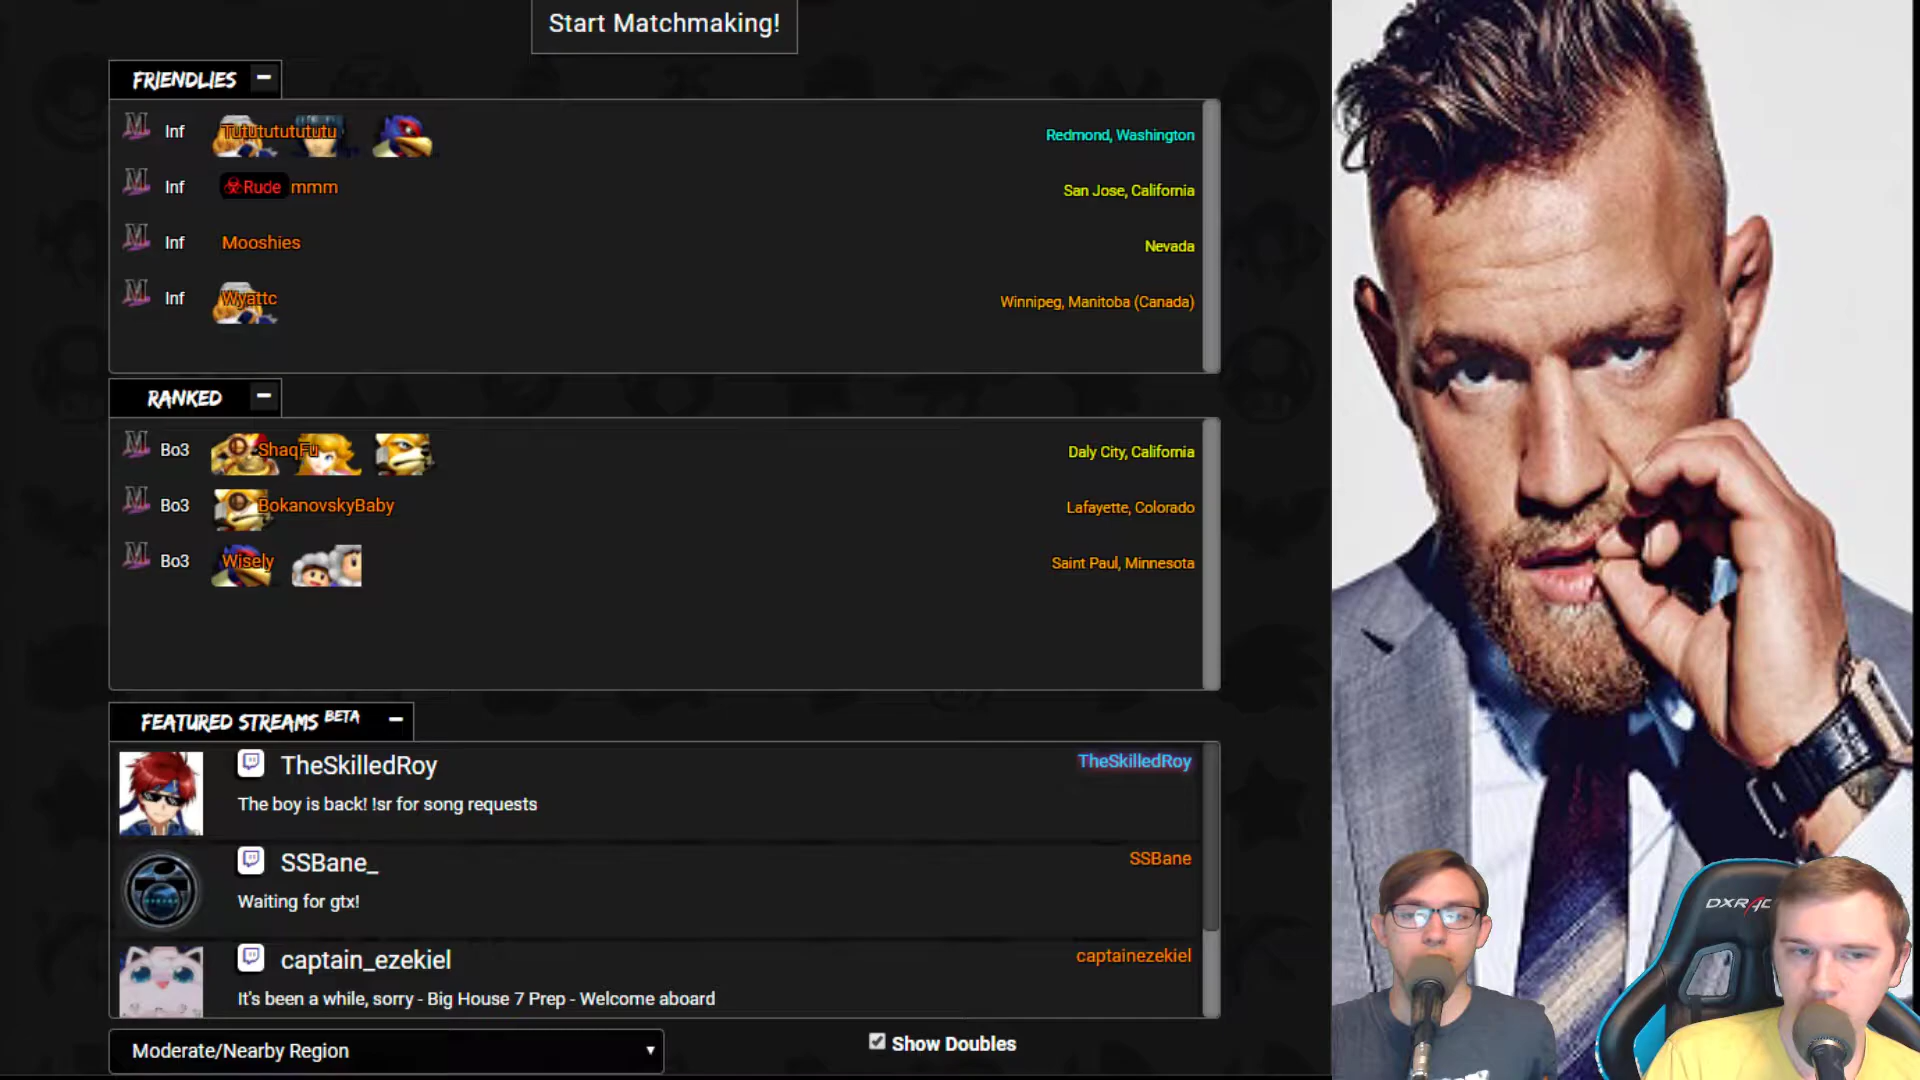 Start Matchmaking!
FRIENDLIES
Inf Tutututututu Redmond, Washington
Inf Rude mmm San Jose, California
Inf Mooshies Nevada
Inf Wyattc Winnipeg, Manitoba (Canada)
RANKED
Bo3 ShaqFu Daly City, California
Bo3 BokanovskyBaby Lafayette, Colorado
Bo3 Wisely Saint Paul, Minnesota
FEATURED STREAMS BETA
TheSkilledRoy TheSkilledRoy
The boy is back! !sr for song requests
SSBane_ SSBane
Waiting for gtx!
captain_ezekiel captainezekiel
It's been a while, sorry - Big House 7 Prep - Welcome aboard
Moderate/Nearby Region
Show Doubles